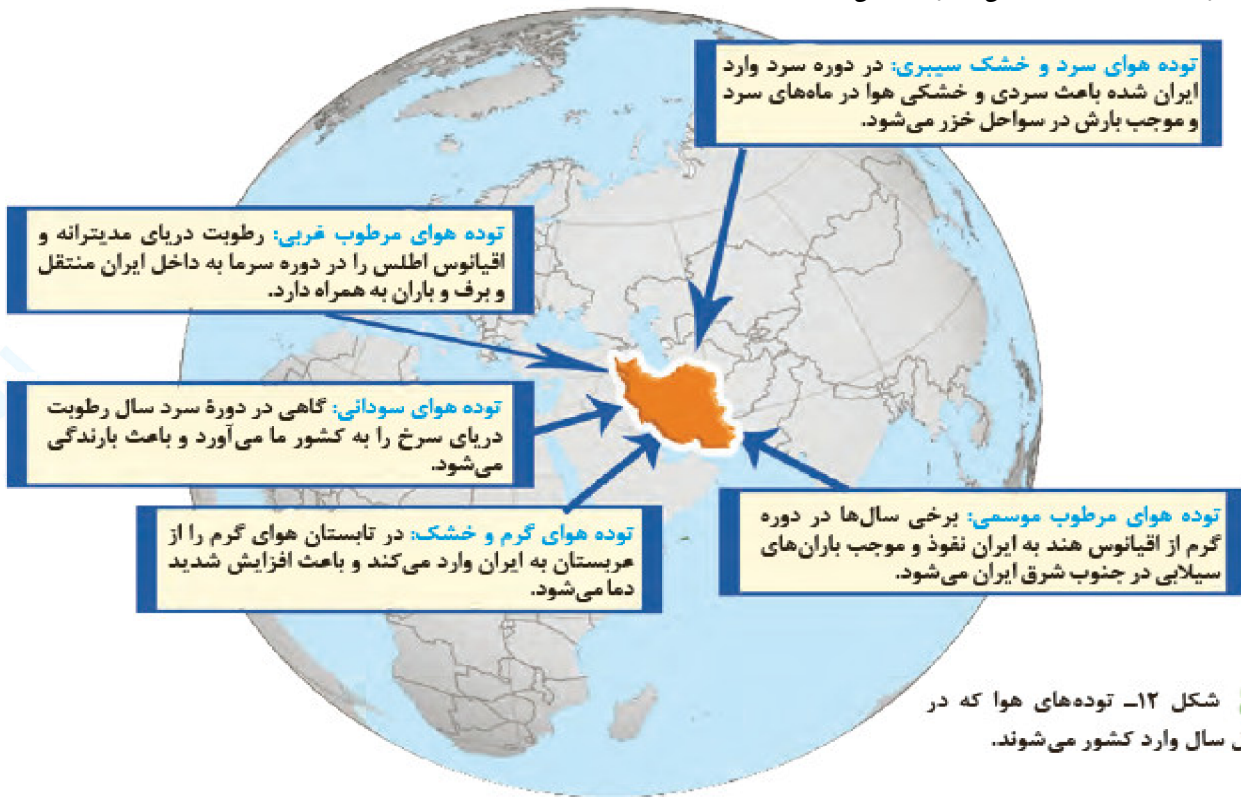 توده هوای سرد و خشک سیبری: در دوره سرد وارد
ایران شده باعث سردی و خشکی هوا در ماه‌های سرد
و موجب بارش در سواحل خزر می‌شود.
توده هوای مرطوب غربی: رطوبت دریای مدیترانه و
اقیانوس اطلس را در دوره سرما به داخل ایران منتقل
و برف و باران به همراه دارد.
توده هوای سودانی: گاهی در دورهٔ سرد سال رطوبت
دریای سرخ را به کشور ما می‌آورد و باعث بارندگی
می‌شود.
توده هوای گرم و خشک: در تابستان هوای گرم را از
عربستان به ایران وارد می‌کند و باعث افزایش شدید
دما می‌شود.
توده هوای مرطوب موسمی: برخی سال‌ها در دوره
گرم از اقیانوس هند به ایران نفوذ و موجب باران‌های
سیلابی در جنوب شرق ایران می‌شود.
شکل ۱۲ــ توده‌های هوا که در
سال وارد کشور می‌شوند.